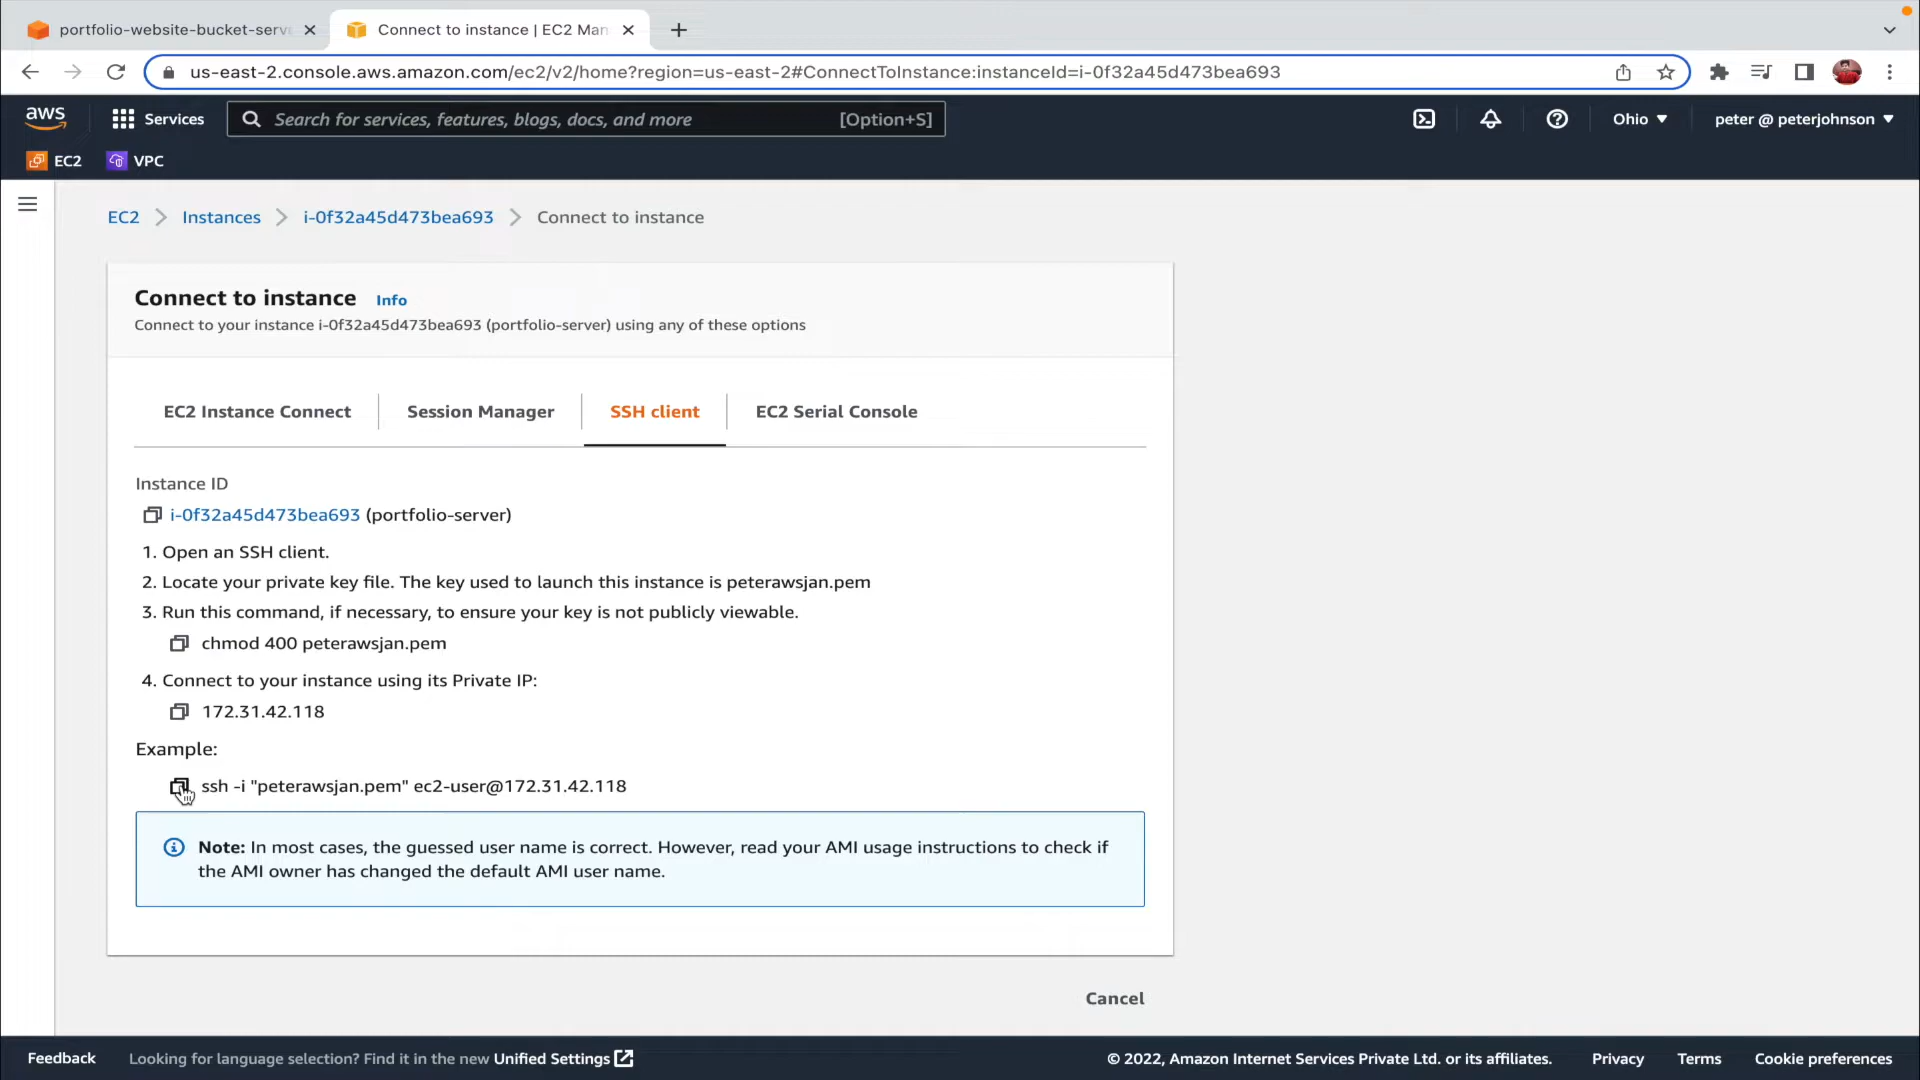 portfolio-website-bucket-serv
Connect to instance | EC2 Man
us-east-2.console.aws.amazon.com/ec2/v2/home?region=us-east-2#ConnectToInstance:instanceId=i-0f32a45d473bea693
aws
Services
Search for services, features, blogs, docs, and more
[Option+S]
Ohio
peter @ peterjohnson
EC2
VPC
EC2 Instances i-0f32a45d473bea693 Connect to instance
Connect to instance Info
Connect to your instance i-0f32a45d473bea693 (portfolio-server) using any of these options
EC2 Instance Connect
Session Manager
SSH client
EC2 Serial Console
Instance ID
i-0f32a45d473bea693 (portfolio-server)
1. Open an SSH client.
2. Locate your private key file. The key used to launch this instance is peterawsjan.pem
3. Run this command, if necessary, to ensure your key is not publicly viewable.
chmod 400 peterawsjan.pem
4. Connect to your instance using its Private IP:
172.31.42.118
Example:
ssh -i "peterawsjan.pem" ec2-user@172.31.42.118
Note: In most cases, the guessed user name is correct. However, read your AMI usage instructions to check if
the AMI owner has changed the default AMI user name.
Cancel
Feedback
Looking for language selection? Find it in the new Unified Settings
© 2022, Amazon Internet Services Private Ltd. or its affiliates.
Privacy
Terms
Cookie preferences